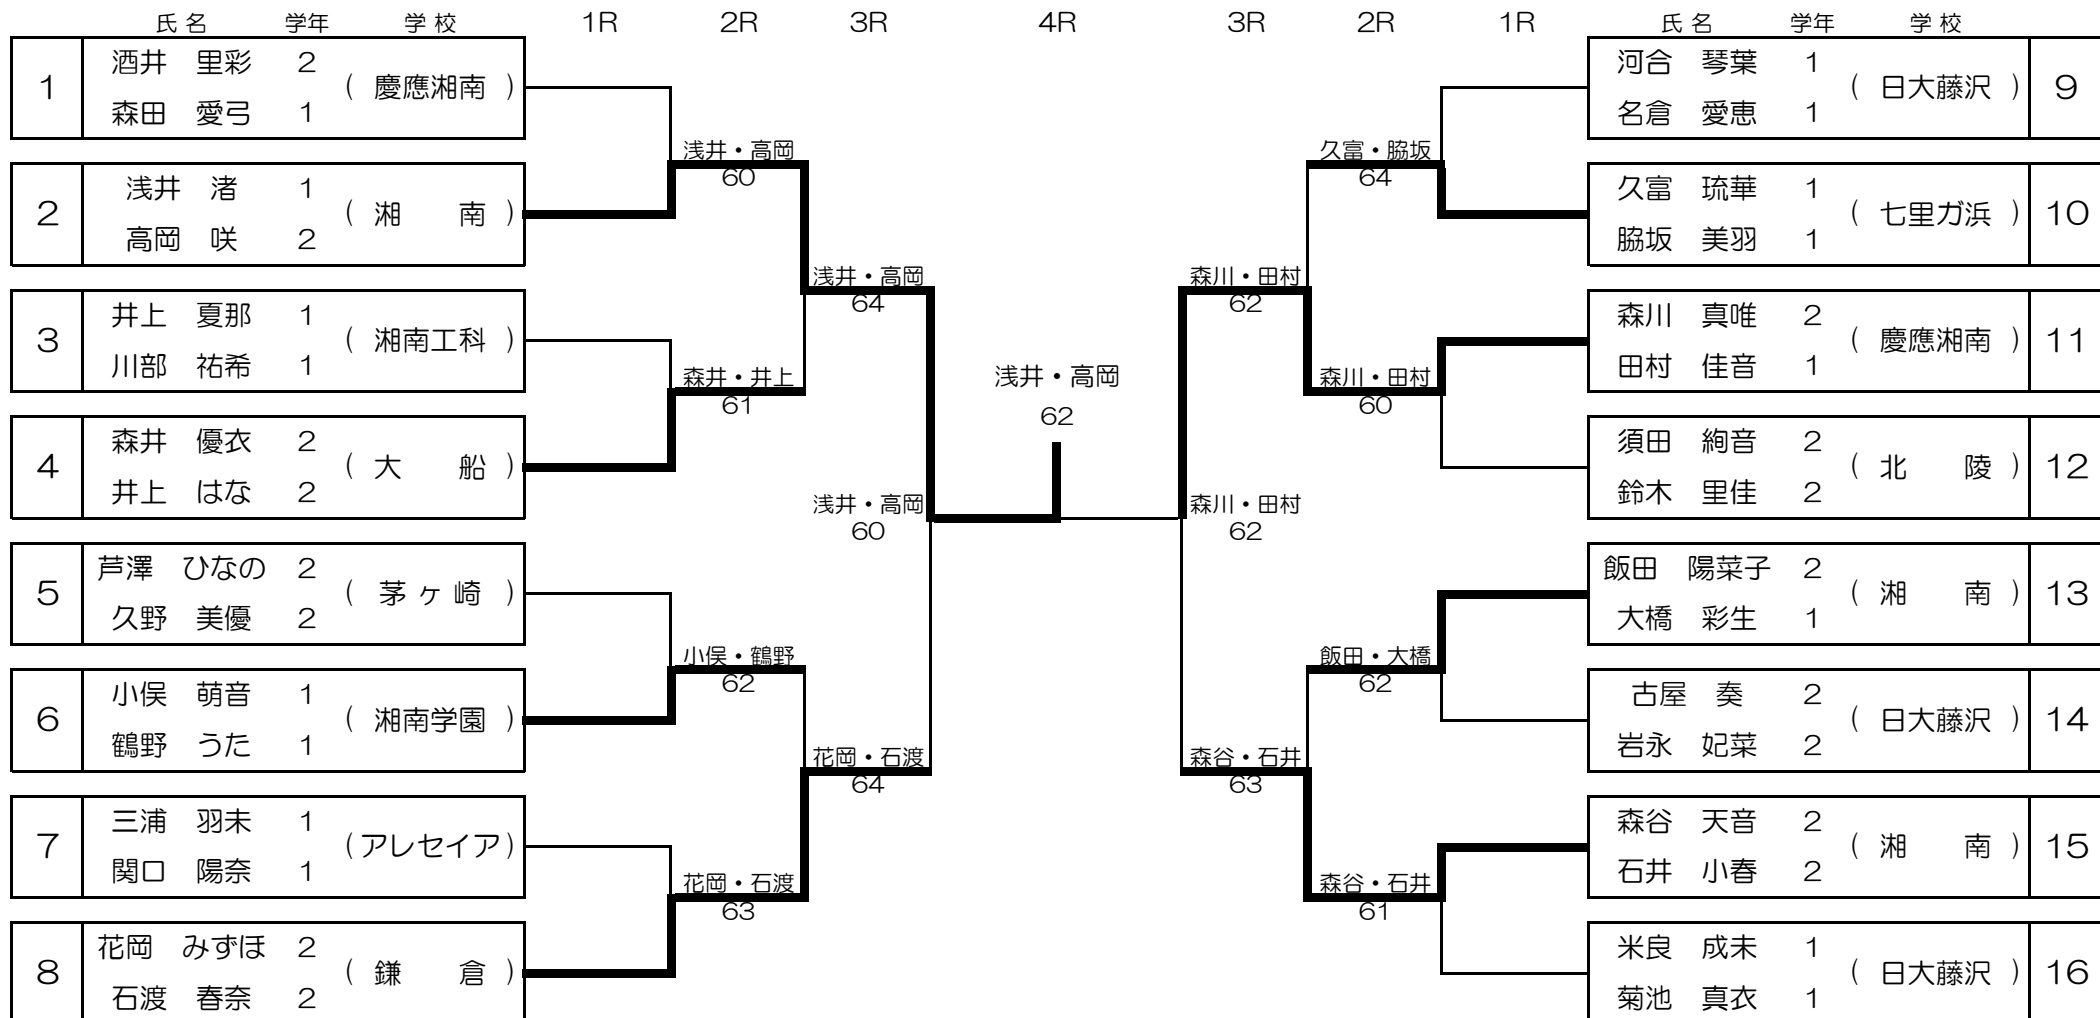 氏 名 学年 学 校 1R 2R 3R 4R 3R 2R 1R 氏 名 学年 学 校
1 酒井 里彩 2 ( 慶應湘南 )
森田 愛弓 1
2 浅井 渚 1 ( 湘 南 )
高岡 咲 2
3 井上 夏那 1 ( 湘南工科 )
川部 祐希 1
4 森井 優衣 2 ( 大 船 )
井上 はな 2
5 芦澤 ひなの 2 ( 茅ヶ崎 )
久野 美優 2
6 小俣 萌音 1 ( 湘南学園 )
鶴野 うた 1
7 三浦 羽未 1 (アレセイア)
関口 陽奈 1
8 花岡 みずほ 2 ( 鎌 倉 )
石渡 春奈 2
浅井・高岡
60
森井・井上
61
小俣・鶴野
62
花岡・石渡
63
浅井・高岡
64
浅井・高岡
60
花岡・石渡
64
浅井・高岡
62
森川・田村
62
森川・田村
62
森谷・石井
63
久富・脇坂
64
森川・田村
60
飯田・大橋
62
森谷・石井
61
河合 琴葉 1 ( 日大藤沢 ) 9
名倉 愛恵 1
久富 琉華 1 ( 七里ガ浜 ) 10
脇坂 美羽 1
森川 真唯 2 ( 慶應湘南 ) 11
田村 佳音 1
須田 絢音 2 ( 北 陵 ) 12
鈴木 里佳 2
飯田 陽菜子 2 ( 湘 南 ) 13
大橋 彩生 1
古屋 奏 2 ( 日大藤沢 ) 14
岩永 妃菜 2
森谷 天音 2 ( 湘 南 ) 15
石井 小春 2
米良 成未 1 ( 日大藤沢 ) 16
菊池 真衣 1